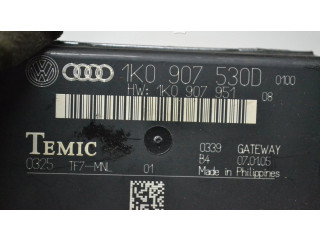 1K0 907 530D 0100
HW: 1K0 907 951 08
TEMIC
0339 GATEWAY
0325 TF7-MNL 01
B4 07.01.05
Made in Philippines